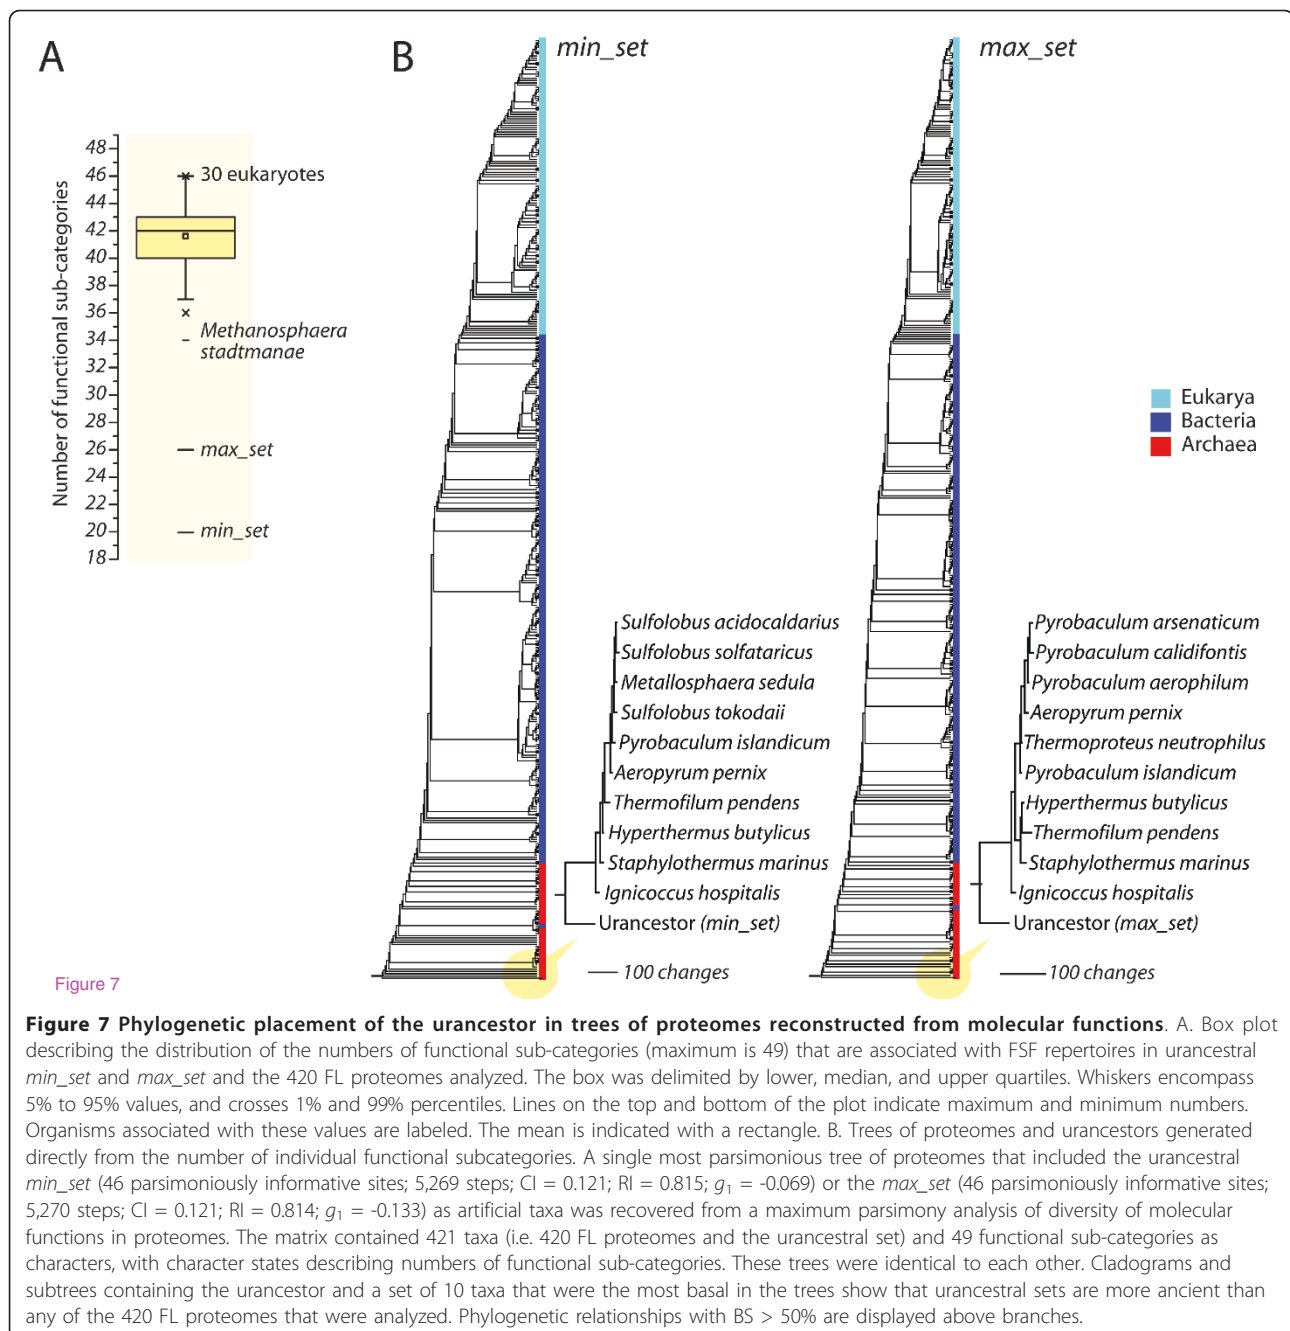 A
B
min_set
max_set
48
46
44
42
40
38
36
34
32
30
28
26
24
22
20
18
Number of functional sub-categories
30 eukaryotes
Methanosphaera
stadtmanae
max_set
min_set
Eukarya
Bacteria
Archaea
Sulfolobus acidocaldarius
Sulfolobus solfataricus
Metallosphaera sedula
Sulfolobus tokodaii
Pyrobaculum islandicum
Aeropyrum pernix
Thermofilum pendens
Hyperthermus butylicus
Staphylothermus marinus
Ignicoccus hospitalis
Urancestor (min_set)
100 changes
Pyrobaculum arsenaticum
Pyrobaculum calidifontis
Pyrobaculum aerophilum
Aeropyrum pernix
Thermoproteus neutrophilus
Pyrobaculum islandicum
Hyperthermus butylicus
Thermofilum pendens
Staphylothermus marinus
Ignicoccus hospitalis
Urancestor (max_set)
100 changes
Figure 7
Figure 7 Phylogenetic placement of the urancestor in trees of proteomes reconstructed from molecular functions. A. Box plot
describing the distribution of the numbers of functional sub-categories (maximum is 49) that are associated with FSF repertoires in urancestral
min_set and max_set and the 420 FL proteomes analyzed. The box was delimited by lower, median, and upper quartiles. Whiskers encompass
5% to 95% values, and crosses 1% and 99% percentiles. Lines on the top and bottom of the plot indicate maximum and minimum numbers.
Organisms associated with these values are labeled. The mean is indicated with a rectangle. B. Trees of proteomes and urancestors generated
directly from the number of individual functional subcategories. A single most parsimonious tree of proteomes that included the urancestral
min_set (46 parsimoniously informative sites; 5,269 steps; CI = 0.121; RI = 0.815; g1 = -0.069) or the max_set (46 parsimoniously informative sites;
5,270 steps; CI = 0.121; RI = 0.814; g1 = -0.133) as artificial taxa was recovered from a maximum parsimony analysis of diversity of molecular
functions in proteomes. The matrix contained 421 taxa (i.e. 420 FL proteomes and the urancestral set) and 49 functional sub-categories as
characters, with character states describing numbers of functional sub-categories. These trees were identical to each other. Cladograms and
subtrees containing the urancestor and a set of 10 taxa that were the most basal in the trees show that urancestral sets are more ancient than
any of the 420 FL proteomes that were analyzed. Phylogenetic relationships with BS > 50% are displayed above branches.